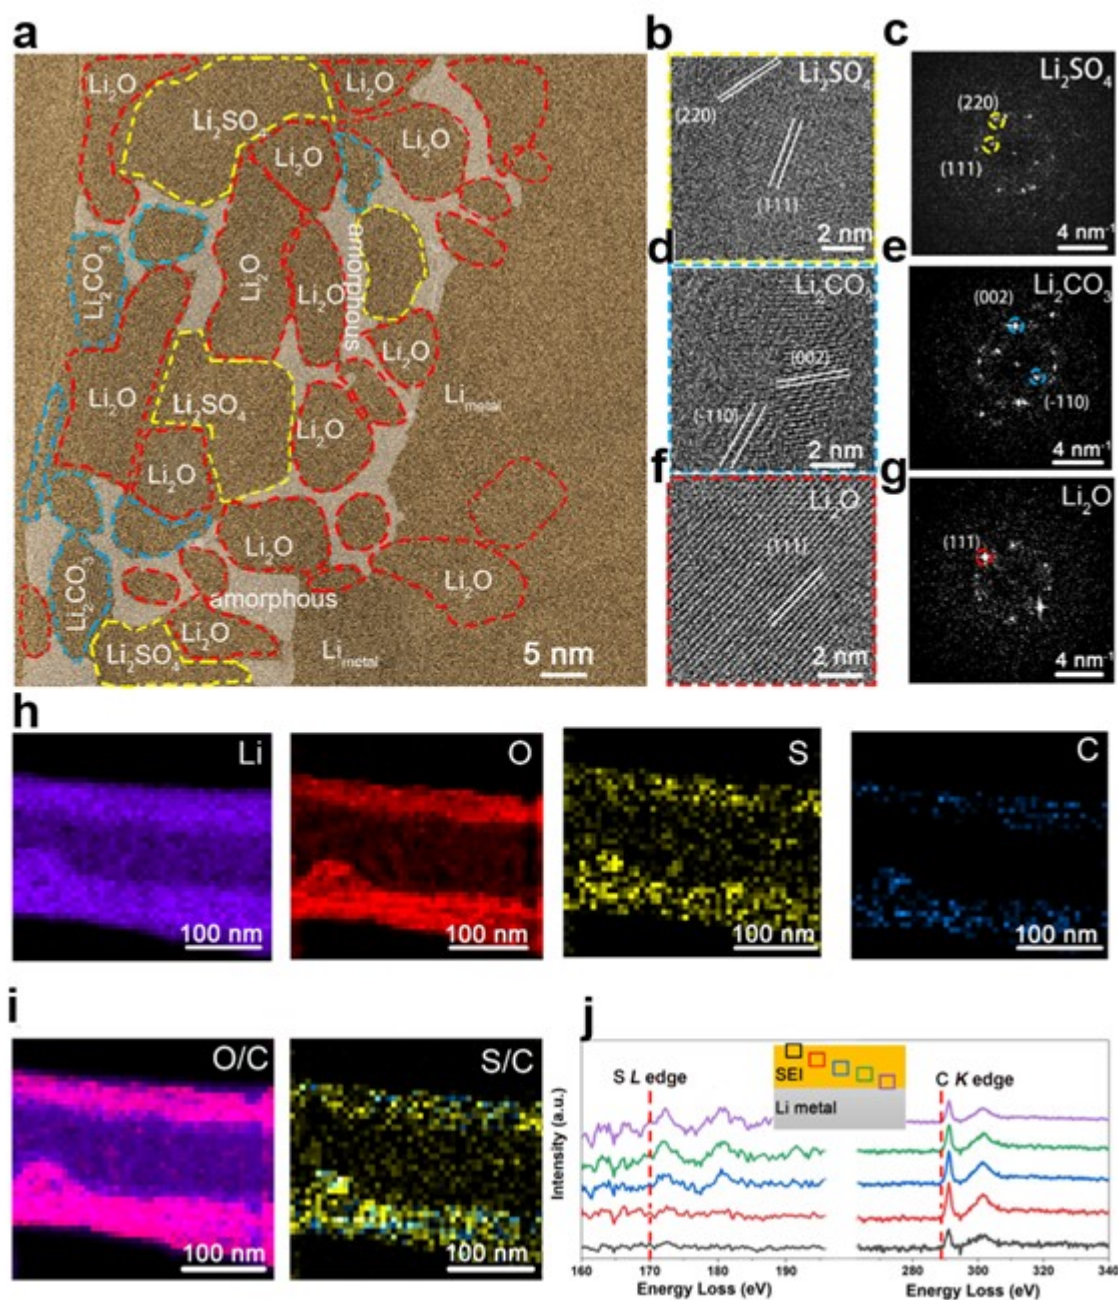 a
Li₂O
Li₂SO₄
Li₂O
Li₂O
Li₂O
Li₂CO₃
Li₂O
Li₂O
amorphous
Li₂O
Li₂O
Li₂SO₄
Li₂O
Li_metal
Li₂O
Li₂O
Li₂O
Li₂CO₃
amorphous
Li₂O
Li₂SO₄
Li_metal
5 nm
b
Li₂SO₄
(220)
(111)
2 nm
c
Li₂SO₄
(220)
(111)
4 nm⁻¹
d
Li₂CO₃
(002)
(-110)
2 nm
e
Li₂CO₃
(002)
(-110)
4 nm⁻¹
f
Li₂O
(111)
2 nm
g
Li₂O
(111)
4 nm⁻¹
h
Li
100 nm
O
100 nm
S
100 nm
C
100 nm
i
O/C
100 nm
S/C
100 nm
j
S L edge
SEI
Li metal
C K edge
Intensity (a.u.)
160 170 180 190 280 300 320 340
Energy Loss (eV) Energy Loss (eV)